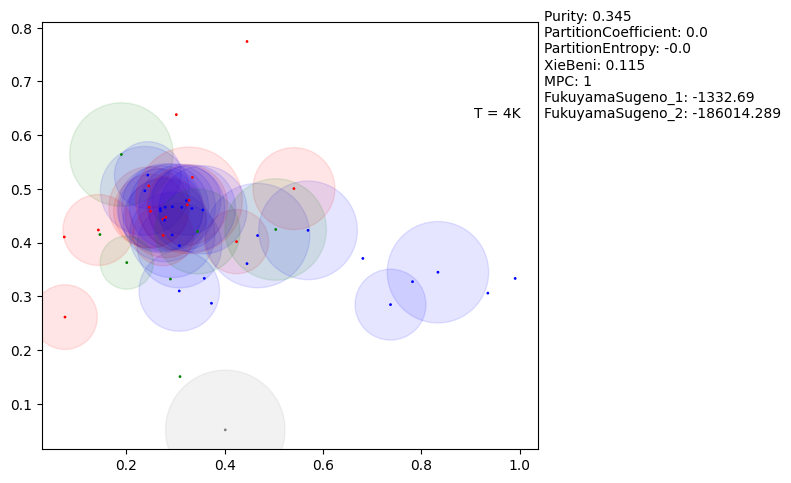 Purity: 0.345
PartitionCoefficient: 0.0
PartitionEntropy: -0.0
XieBeni: 0.115
MPC: 1
FukuyamaSugeno_1: -1332.69
FukuyamaSugeno_2: -186014.289
T = 4K
0.8
0.7
0.6
0.5
0.4
0.3
0.2
0.1
0.2 0.4 0.6 0.8 1.0